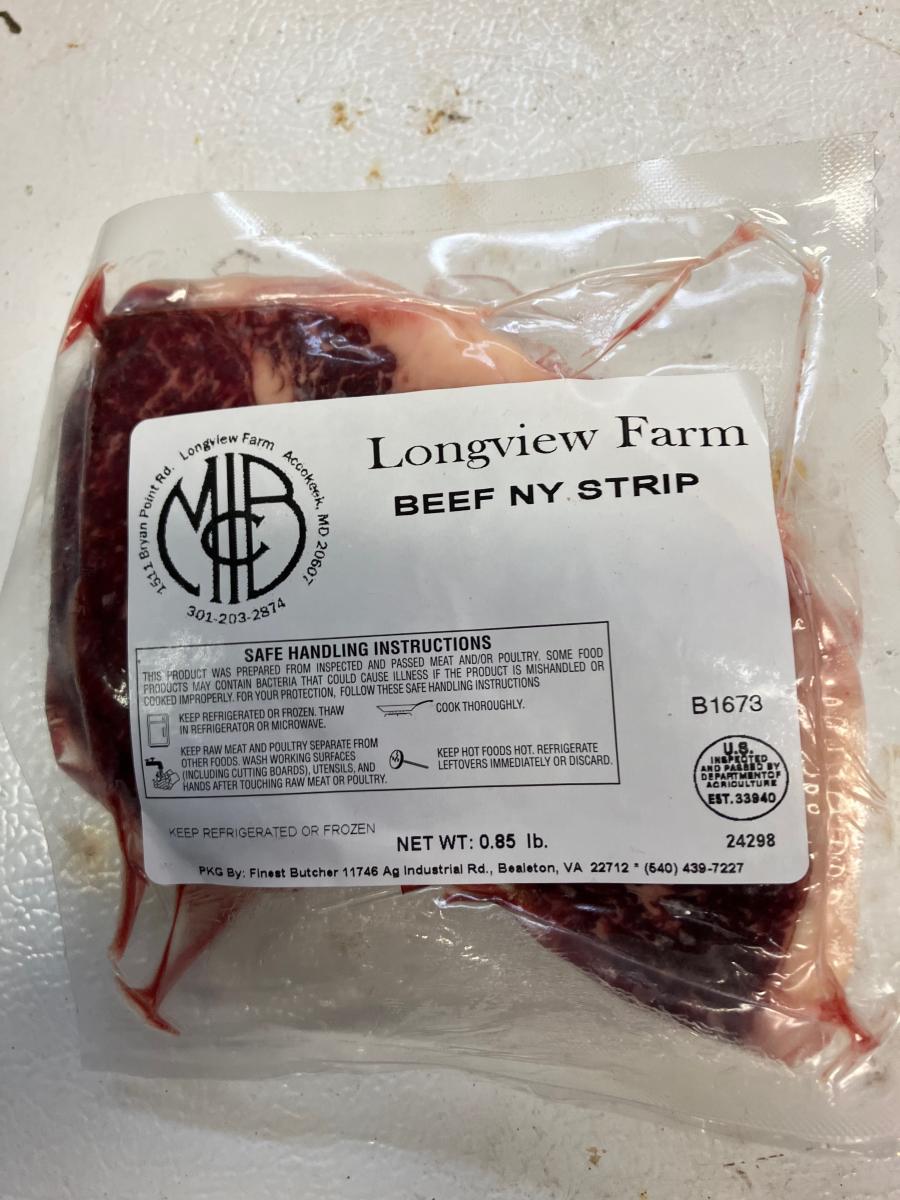 Longview Farm
BEEF NY STRIP
1511 Bryan Point Rd. Longview Farm Accokeek, MD 20607
MHBC
301-203-2874
SAFE HANDLING INSTRUCTIONS
THIS PRODUCT WAS PREPARED FROM INSPECTED AND PASSED MEAT AND/OR POULTRY. SOME FOOD
PRODUCTS MAY CONTAIN BACTERIA THAT COULD CAUSE ILLNESS IF THE PRODUCT IS MISHANDLED OR
COOKED IMPROPERLY. FOR YOUR PROTECTION, FOLLOW THESE SAFE HANDLING INSTRUCTIONS
KEEP REFRIGERATED OR FROZEN. THAW
IN REFRIGERATOR OR MICROWAVE.
COOK THOROUGHLY.
KEEP RAW MEAT AND POULTRY SEPARATE FROM
OTHER FOODS. WASH WORKING SURFACES
(INCLUDING CUTTING BOARDS), UTENSILS, AND
HANDS AFTER TOUCHING RAW MEAT OR POULTRY.
KEEP HOT FOODS HOT. REFRIGERATE
LEFTOVERS IMMEDIATELY OR DISCARD.
B1673
U.S.
INSPECTED
AND PASSED BY
DEPARTMENT OF
AGRICULTURE
EST. 33940
KEEP REFRIGERATED OR FROZEN
NET WT: 0.85 lb.
24298
PKG By: Finest Butcher 11746 Ag Industrial Rd., Bealeton, VA 22712 * (540) 439-7227